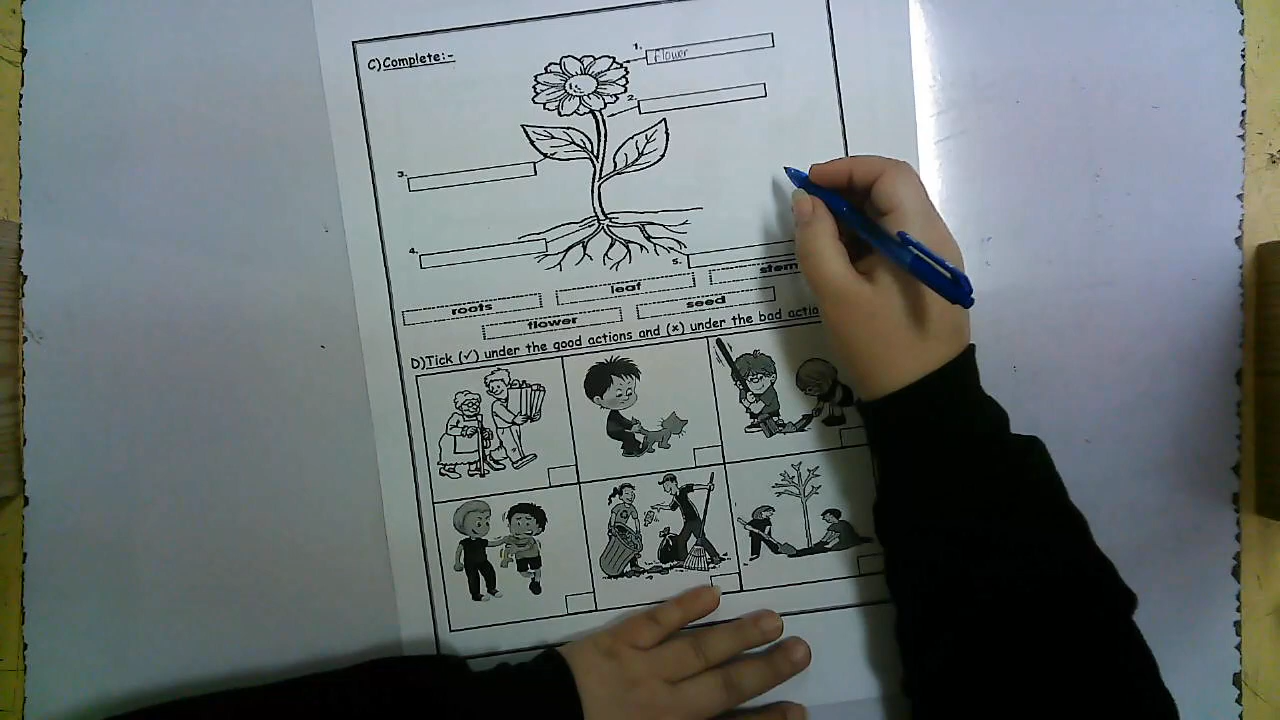 C) Complete:-
1. flower
2.
3.
4.
5.
stem
leaf
roots
seed
flower
D) Tick (✓) under the good actions and (×) under the bad